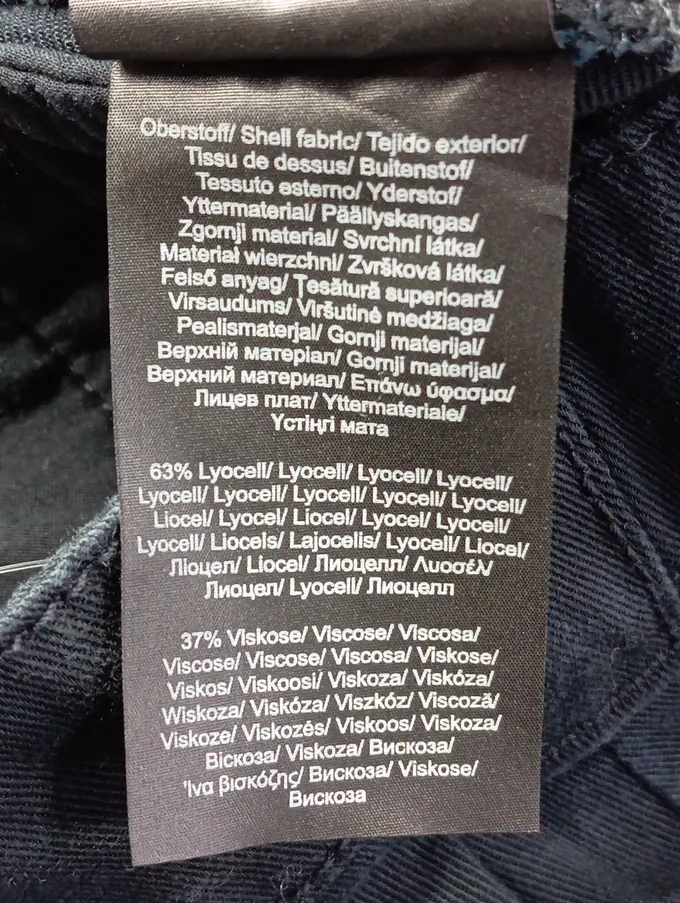 Oberstoff/ Shell fabric/ Tejido exterior/
Tissu de dessus/ Buitenstof/
Tessuto esterno/ Yderstof/
Yttermaterial/ Päällyskangas/
Zgornji material/ Svrchní látka/
Materiał wierzchni/ Zvršková látka/
Felső anyag/ Țesătură superioară/
Virsaudums/ Viršutinė medžiaga/
Pealismaterjal/ Gornji materijal/
Верхній матеріал/ Gornji materijal/
Верхний материал/ Επάνω ύφασμα/
Лицев плат/ Yttermateriale/
Үстіңгі мата
63% Lyocell/ Lyocell/ Lyocell/ Lyocell/
Lyocell/ Lyocell/ Lyocell/ Lyocell/ Lyocell/
Liocel/ Lyocel/ Liocel/ Lyocel/ Lyocell/
Lyocell/ Liocels/ Lajocelis/ Lyocell/ Liocel/
Ліоцел/ Liocel/ Лиоцелл/ Λυοσέλ/
Лиоцел/ Lyocell/ Лиоцелл
37% Viskose/ Viscose/ Viscosa/
Viscose/ Viscose/ Viscosa/ Viskose/
Viskos/ Viskoosi/ Viskoza/ Viskóza/
Wiskoza/ Viskóza/ Viszkóz/ Viscoză/
Viskoze/ Viskozės/ Viskoos/ Viskoza/
Віскоза/ Viskoza/ Вискоза/
Ίνα βισκόζης/ Вискоза/ Viskose/
Вискоза